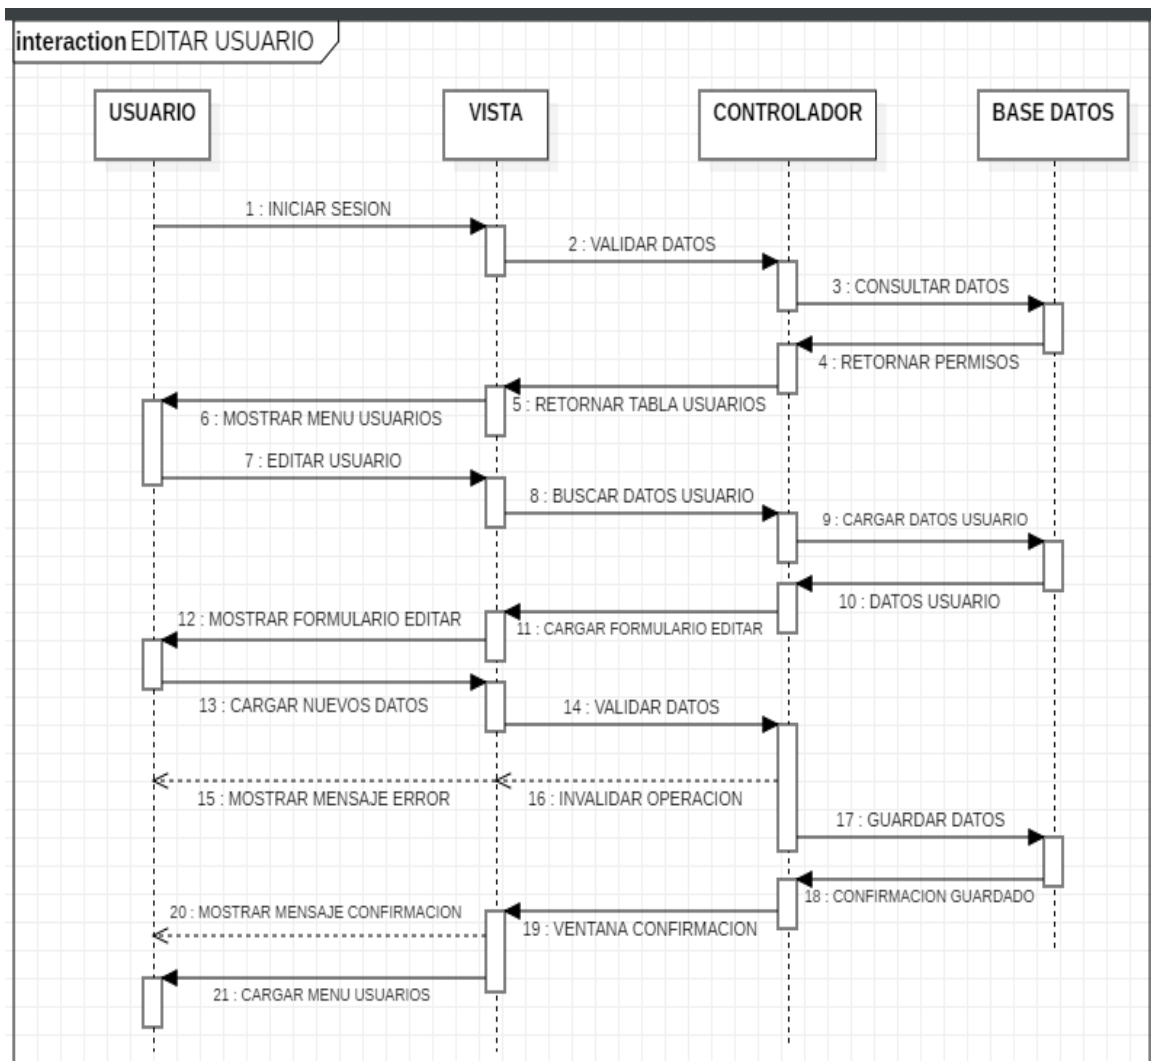 interaction EDITAR USUARIO
USUARIO
VISTA
CONTROLADOR
BASE DATOS
1 : INICIAR SESION
2 : VALIDAR DATOS
3 : CONSULTAR DATOS
4 : RETORNAR PERMISOS
5 : RETORNAR TABLA USUARIOS
6 : MOSTRAR MENU USUARIOS
7 : EDITAR USUARIO
8 : BUSCAR DATOS USUARIO
9 : CARGAR DATOS USUARIO
10 : DATOS USUARIO
11 : CARGAR FORMULARIO EDITAR
12 : MOSTRAR FORMULARIO EDITAR
13 : CARGAR NUEVOS DATOS
14 : VALIDAR DATOS
15 : MOSTRAR MENSAJE ERROR
16 : INVALIDAR OPERACION
17 : GUARDAR DATOS
18 : CONFIRMACION GUARDADO
19 : VENTANA CONFIRMACION
20 : MOSTRAR MENSAJE CONFIRMACION
21 : CARGAR MENU USUARIOS